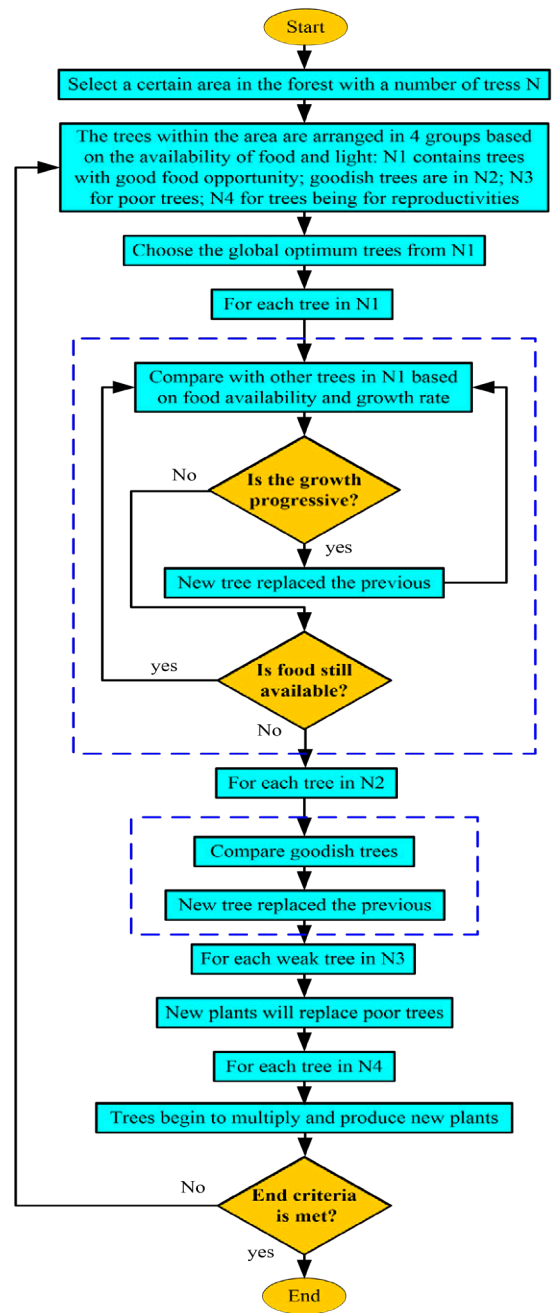 Start
Select a certain area in the forest with a number of tress N
The trees within the area are arranged in 4 groups based
on the availability of food and light: N1 contains trees
with good food opportunity; goodish trees are in N2; N3
for poor trees; N4 for trees being for reproductivities
Choose the global optimum trees from N1
For each tree in N1
Compare with other trees in N1 based
on food availability and growth rate
No
Is the growth
progressive?
yes
New tree replaced the previous
yes
Is food still
available?
No
For each tree in N2
Compare goodish trees
New tree replaced the previous
For each weak tree in N3
New plants will replace poor trees
For each tree in N4
Trees begin to multiply and produce new plants
No
End criteria
is met?
yes
End